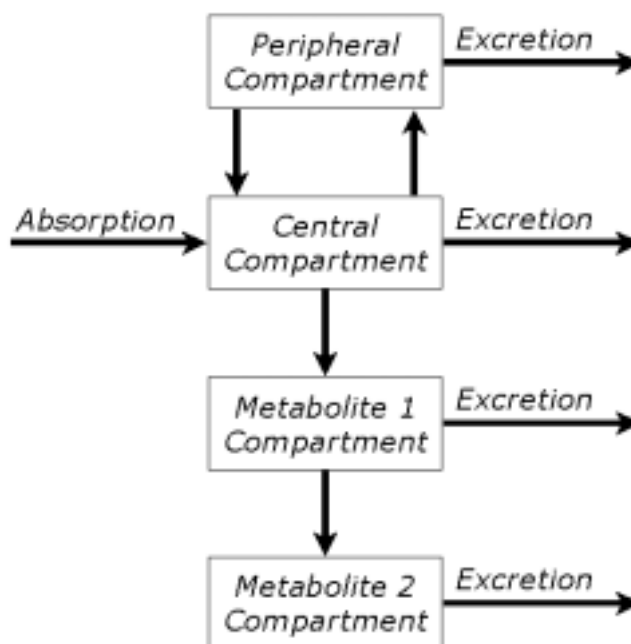 Peripheral
Compartment
Excretion
Absorption
Central
Compartment
Excretion
Metabolite 1
Compartment
Excretion
Metabolite 2
Compartment
Excretion